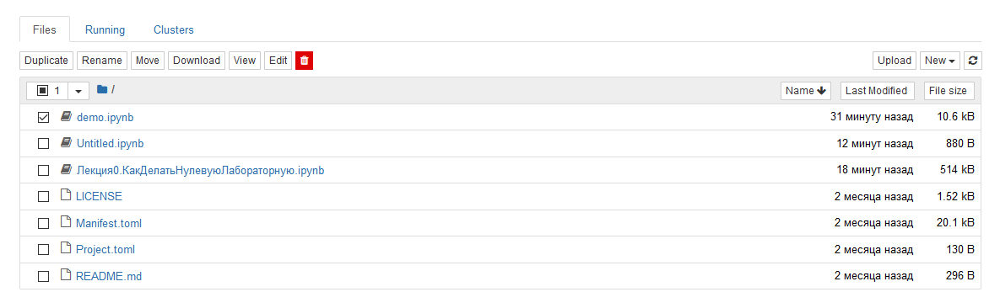 Files Running Clusters
Duplicate Rename Move Download View Edit Upload New
1 / Name Last Modified File size
demo.ipynb 31 минуту назад 10.6 kB
Untitled.ipynb 12 минут назад 880 B
Лекция0.КакДелатьНулевуюЛабораторную.ipynb 18 минут назад 514 kB
LICENSE 2 месяца назад 1.52 kB
Manifest.toml 2 месяца назад 20.1 kB
Project.toml 2 месяца назад 130 B
README.md 2 месяца назад 296 B